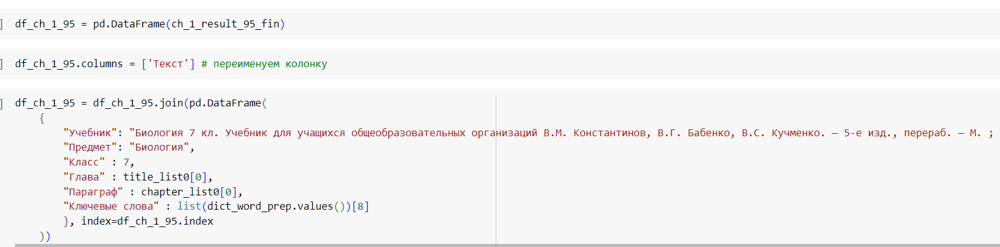 ] df_ch_1_95 = pd.DataFrame(ch_1_result_95_fin)
] df_ch_1_95.columns = ['Текст'] # переименуем колонку
] df_ch_1_95 = df_ch_1_95.join(pd.DataFrame(
{
"Учебник": "Биология 7 кл. Учебник для учащихся общеобразовательных организаций В.М. Константинов, В.Г. Бабенко, В.С. Кучменко. — 5-е изд., перераб. — М. ;
"Предмет": "Биология",
"Класс" : 7,
"Глава" : title_list0[0],
"Параграф" : chapter_list0[0],
"Ключевые слова" : list(dict_word_prep.values())[8]
}, index=df_ch_1_95.index
))